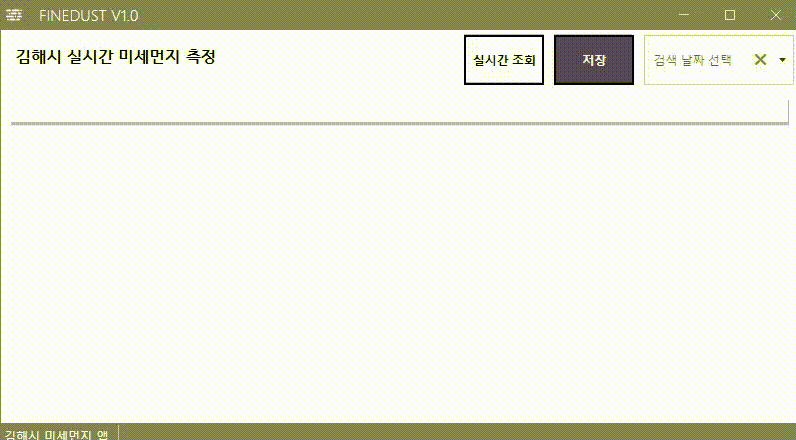 FINEDUST V1.0
김해시 실시간 미세먼지 측정
실시간 조회
저장
검색 날짜 선택
김해시 미세먼지 앱